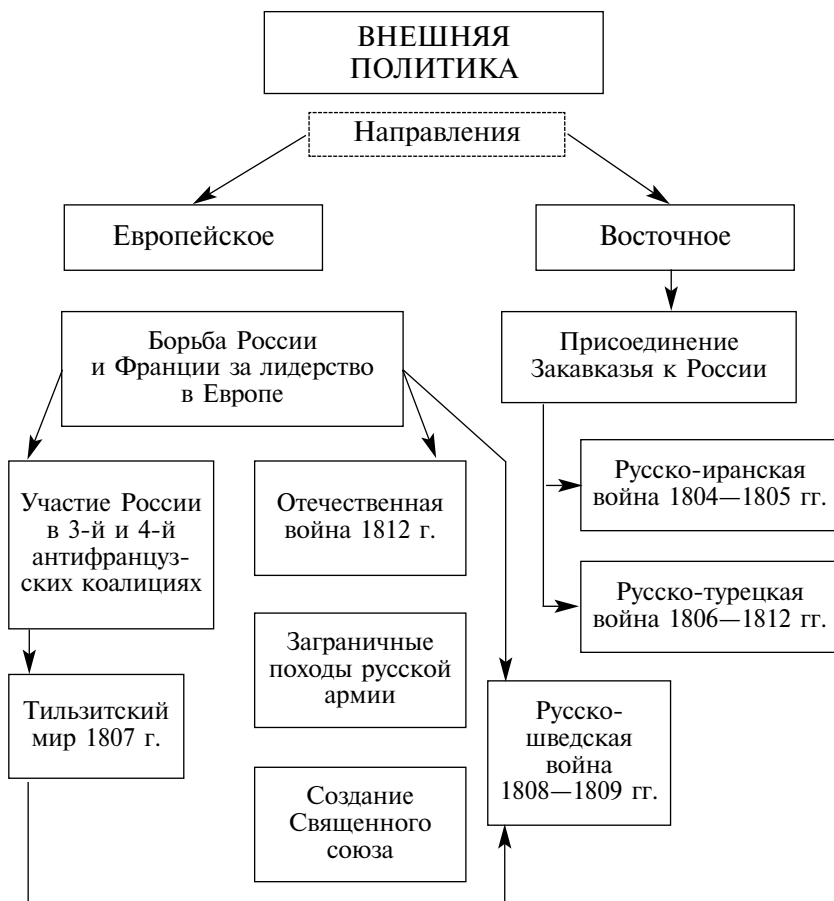 ВНЕШНЯЯ
ПОЛИТИКА
Направления
Европейское
Восточное
Борьба России
и Франции за лидерство
в Европе
Присоединение
Закавказья к России
Участие России
в 3-й и 4-й
антифранцуз-
ских коалициях
Отечественная
война 1812 г.
Русско-иранская
война 1804—1805 гг.
Русско-турецкая
война 1806—1812 гг.
Заграничные
походы русской
армии
Тильзитский
мир 1807 г.
Русско-
шведская
война
1808—1809 гг.
Создание
Священного
союза